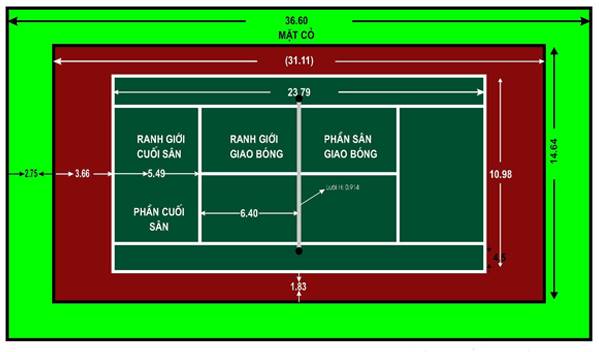 36.60
MẶT CỎ
(31.11)
23.79
RANH GIỚI
CUỐI SÂN
RANH GIỚI
GIAO BÓNG
PHẦN SÂN
GIAO BÓNG
14.64
2.75
3.66
5.49
10.98
Lưới H: 0.914
6.40
PHẦN CUỐI
SÂN
4.5
1.83